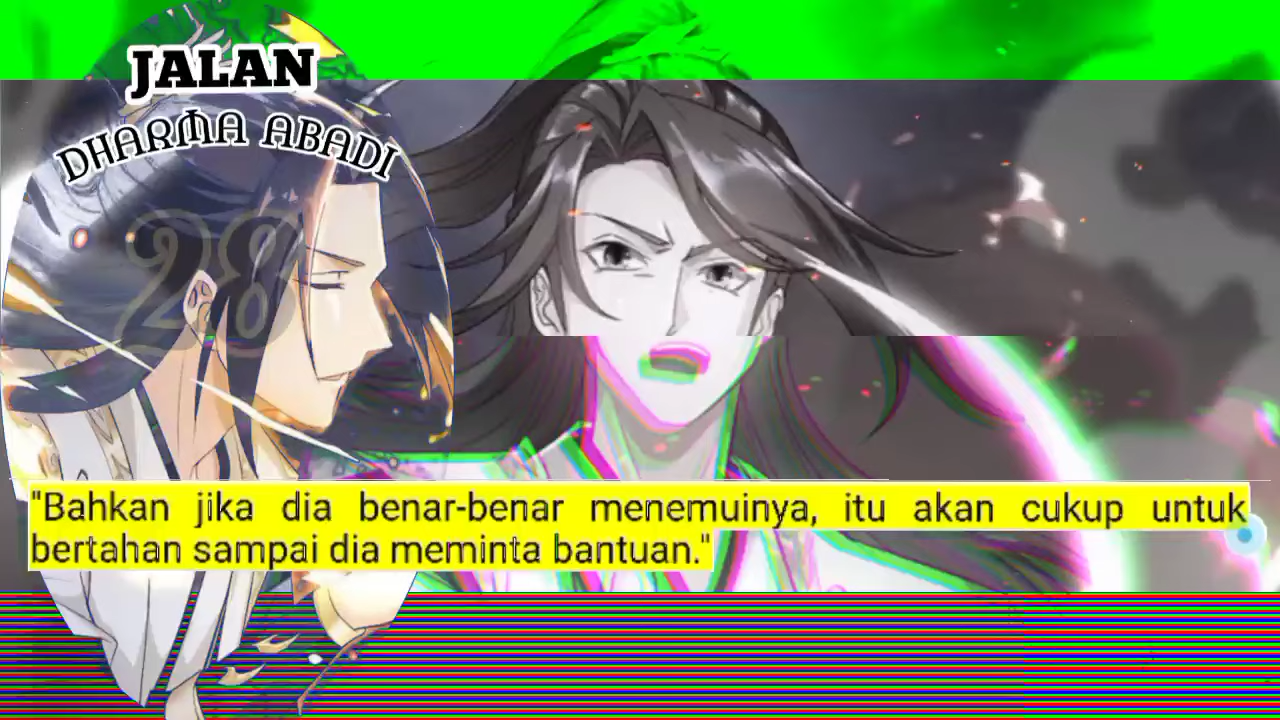 JALAN
DHARMA ABADI
28
"Bahkan jika dia benar-benar menemuinya, itu akan cukup untuk
bertahan sampai dia meminta bantuan."